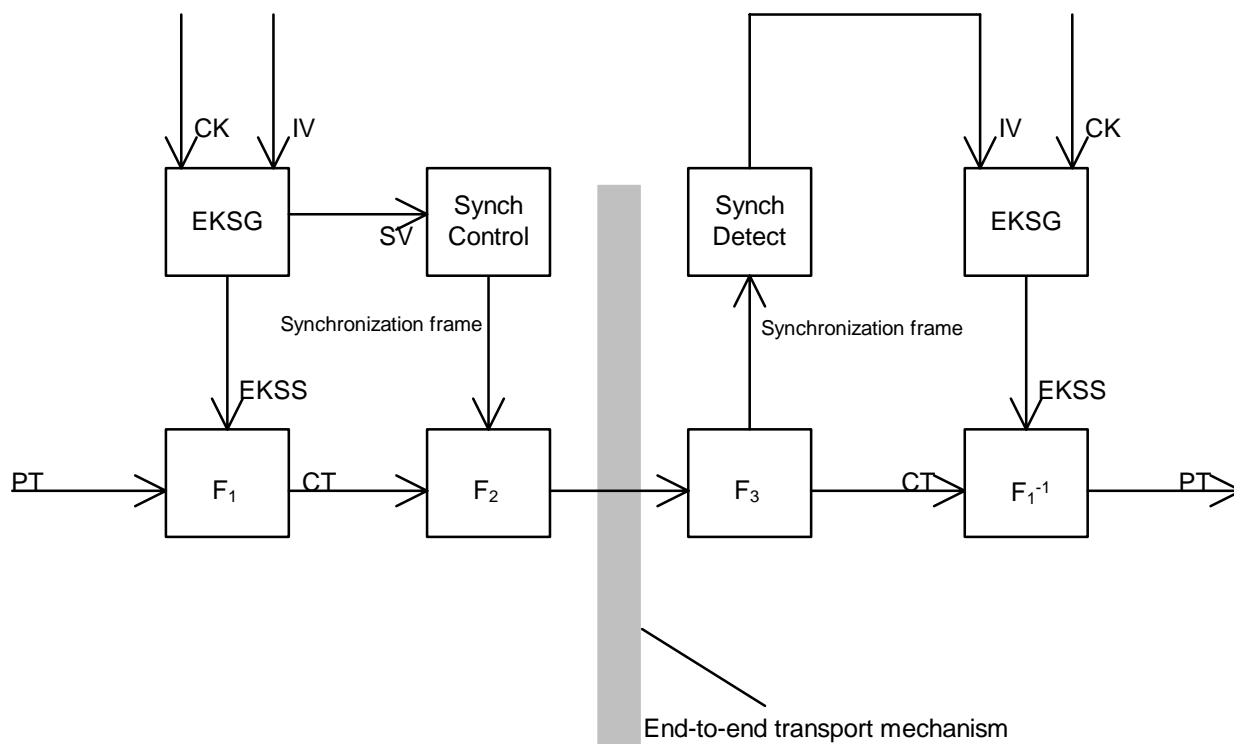 CK
IV
IV
CK
EKSG
SV
Synch
Control
Synch
Detect
EKSG
Synchronization frame
Synchronization frame
EKSS
EKSS
PT
F₁
CT
F₂
F₃
CT
F₁⁻¹
PT
End-to-end transport mechanism